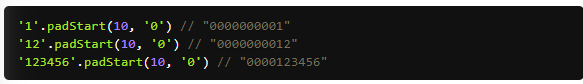 '1'.padStart(10, '0') // "0000000001"
'12'.padStart(10, '0') // "0000000012"
'123456'.padStart(10, '0') // "0000123456"